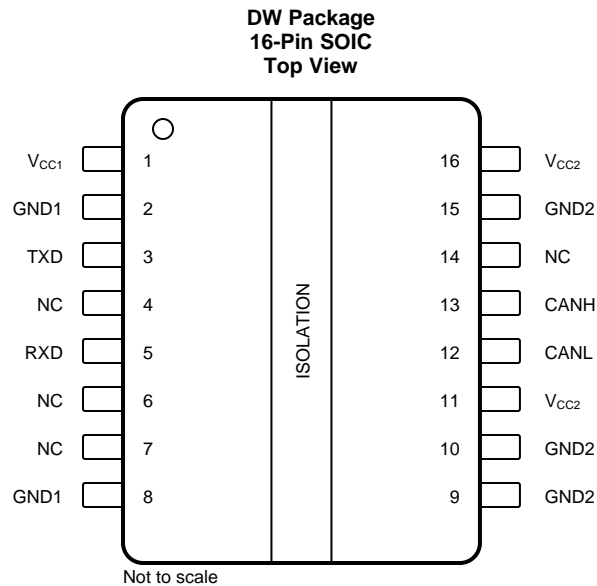 DW Package
16-Pin SOIC
Top View
VCC1 1 16 VCC2
GND1 2 15 GND2
TXD 3 14 NC
NC 4 13 CANH
RXD 5 12 CANL
NC 6 11 VCC2
NC 7 10 GND2
GND1 8 9 GND2
ISOLATION
Not to scale